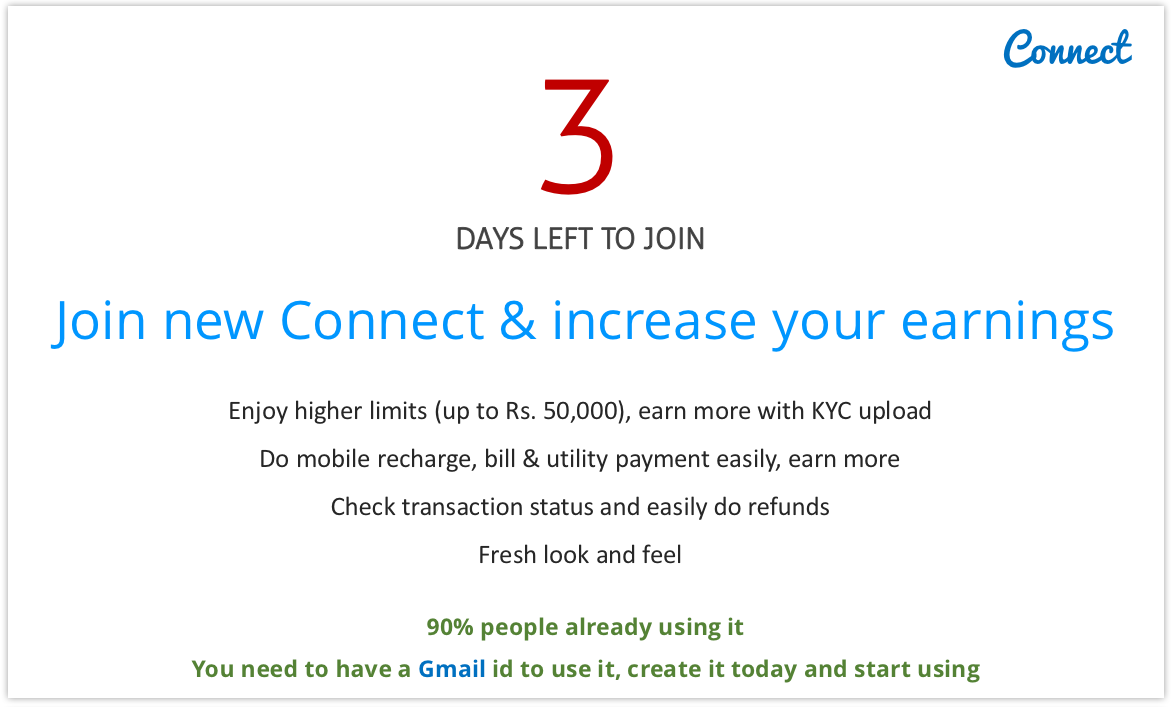 Connect
3
DAYS LEFT TO JOIN
Join new Connect & increase your earnings
Enjoy higher limits (up to Rs. 50,000), earn more with KYC upload
Do mobile recharge, bill & utility payment easily, earn more
Check transaction status and easily do refunds
Fresh look and feel
90% people already using it
You need to have a Gmail id to use it, create it today and start using